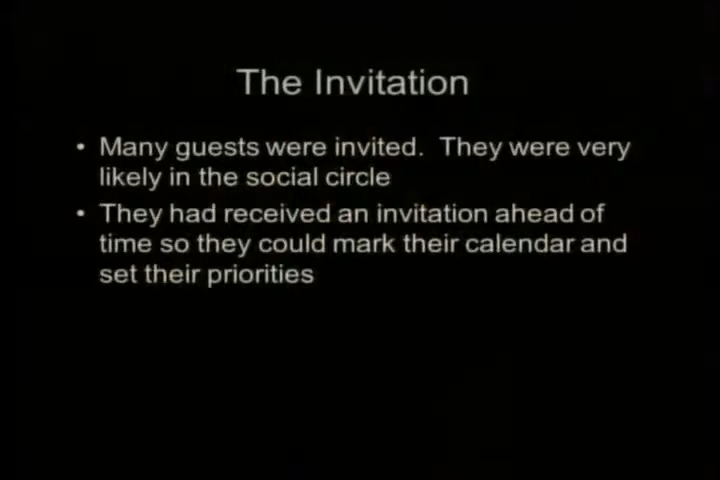 The Invitation
• Many guests were invited.  They were very
likely in the social circle
• They had received an invitation ahead of
time so they could mark their calendar and
set their priorities